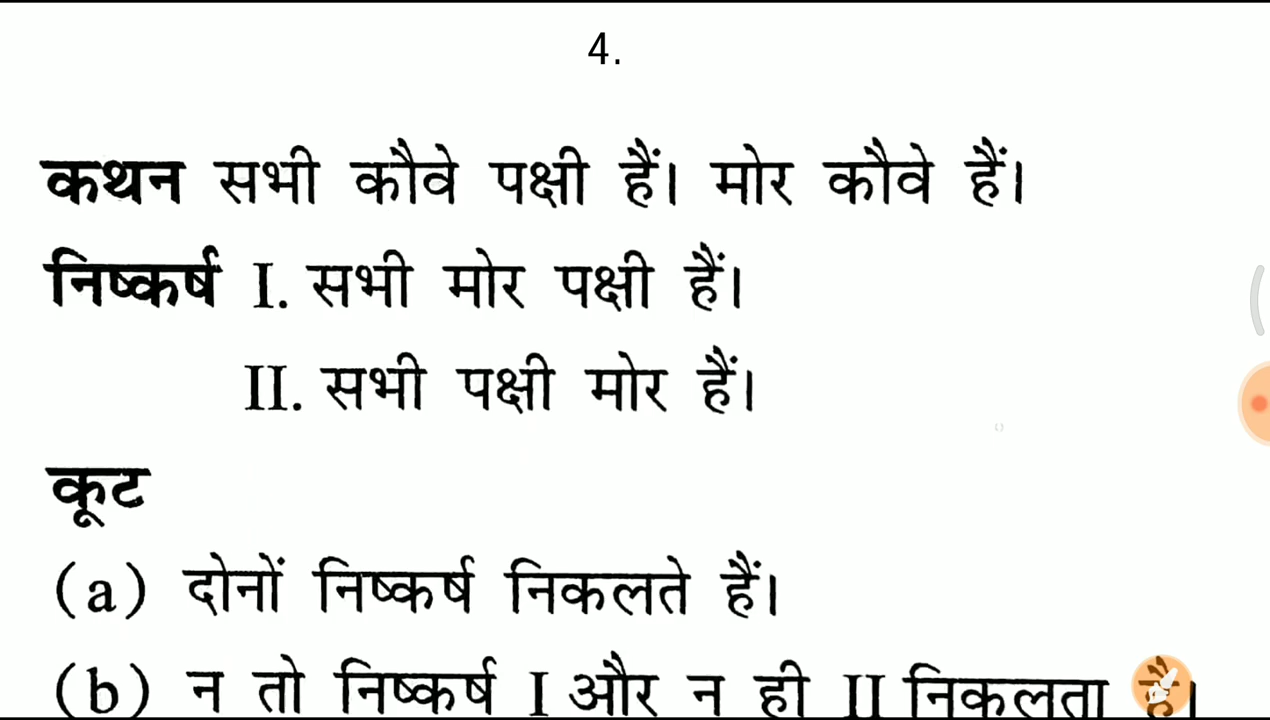 4.
कथन सभी कौवे पक्षी हैं। मोर कौवे हैं।
निष्कर्ष I. सभी मोर पक्षी हैं।
II. सभी पक्षी मोर हैं।
कूट
(a) दोनों निष्कर्ष निकलते हैं।
(b) न तो निष्कर्ष I और न ही II निकलता है।